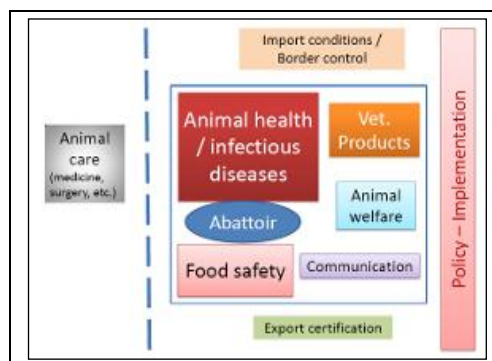 Import conditions /
Border control
Animal
care
(medicine,
surgery, etc.)
Animal health
/ infectious
diseases
Vet.
Products
Animal
welfare
Abattoir
Food safety
Communication
Export certification
Policy – Implementation